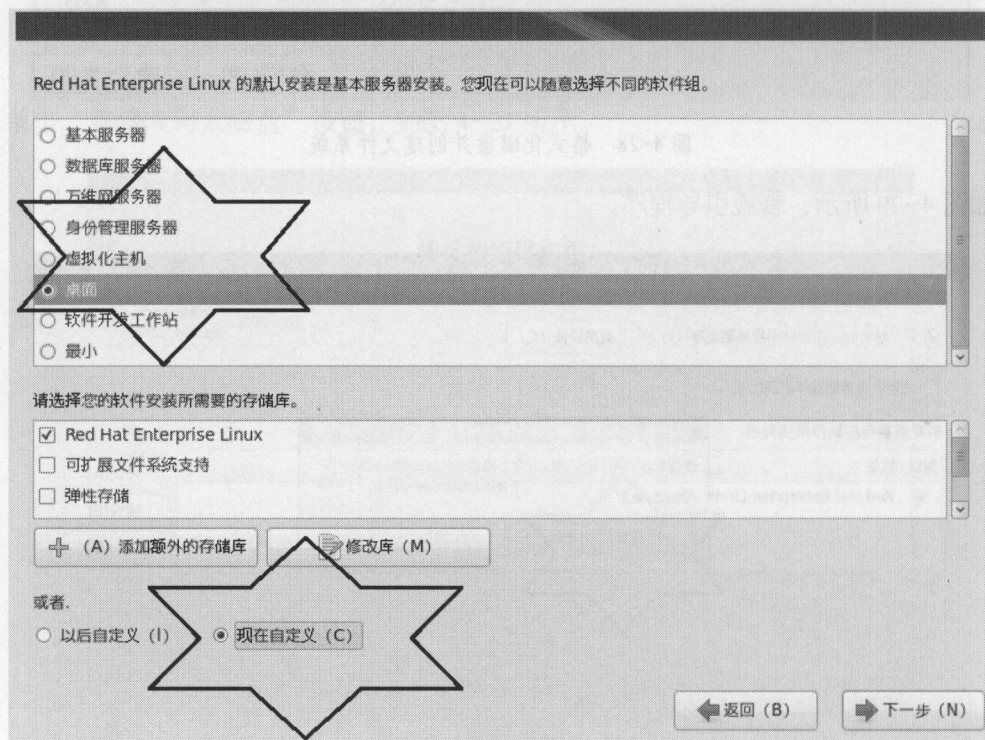 Red Hat Enterprise Linux 的默认安装是基本服务器安装。您现在可以随意选择不同的软件组。
基本服务器
数据库服务器
万维网服务器
身份管理服务器
虚拟化主机
桌面
软件开发工作站
最小
请选择您的软件安装所需要的存储库。
Red Hat Enterprise Linux
可扩展文件系统支持
弹性存储
(A) 添加额外的存储库 修改库 (M)
或者.
以后自定义 (l) 现在自定义 (C)
返回 (B) 下一步 (N)